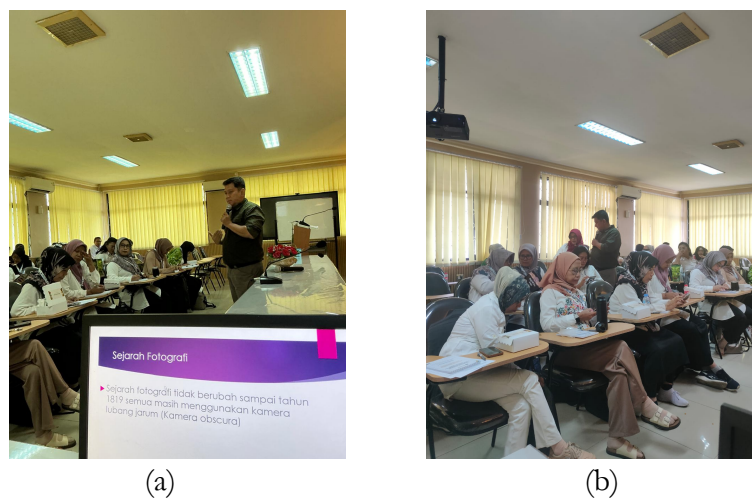 Sejarah Fotografi
Sejarah fotografi tidak berubah sampai tahun
1819 semua masih menggunakan kamera
lubang jarum (Kamera obscura)
(a)
(b)